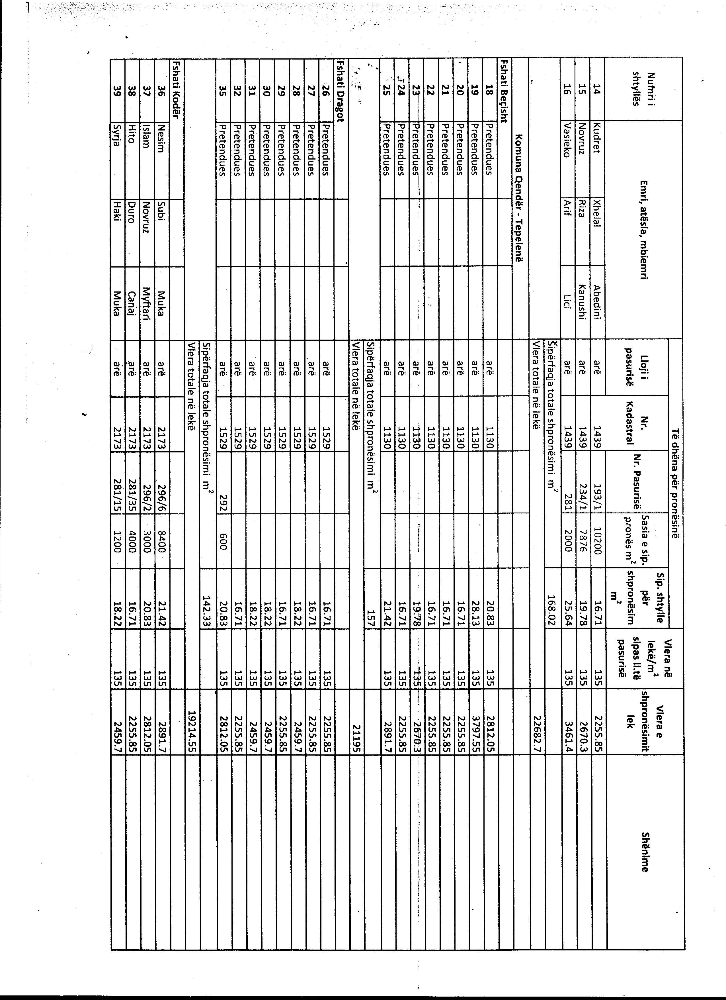 Numri i shtyllës Emri, atësia, mbiemri Të dhëna për pronësinë Vlera në lekë/m² sipas ll.të pasurisë Vlera e shpronësimit lek Shënime
Lloji i pasurisë Nr. Kadastral Nr. Pasurisë Sasia e sip. pronës m² Sip. shtylle për shpronësim m²
14 Kudret Xhelal Abedini arë 1439 193/1 10200 16.71 135 2255.85
15 Novruz Riza Kanushi arë 1439 234/1 7876 19.78 135 2670.3
16 Vasieko Arif Lici arë 1439 281 2000 25.64 135 3461.4
Sipërfaqja totale shpronësimi m² 168.02
Vlera totale në lekë 22682.7
Komuna Qendër - Tepelenë
Fshati Beçisht
18 Pretendues arë 1130 20.83 135 2812.05
19 Pretendues arë 1130 28.13 135 3797.55
20 Pretendues arë 1130 16.71 135 2255.85
21 Pretendues arë 1130 16.71 135 2255.85
22 Pretendues arë 1130 16.71 135 2255.85
23 Pretendues arë 1130 19.78 135 2670.3
24 Pretendues arë 1130 16.71 135 2255.85
25 Pretendues arë 1130 21.42 135 2891.7
Sipërfaqja totale shpronësimi m² 157
Vlera totale në lekë 21195
Fshati Dragot
26 Pretendues arë 1529 16.71 135 2255.85
27 Pretendues arë 1529 16.71 135 2255.85
28 Pretendues arë 1529 18.22 135 2459.7
29 Pretendues arë 1529 16.71 135 2255.85
30 Pretendues arë 1529 18.22 135 2459.7
31 Pretendues arë 1529 18.22 135 2459.7
32 Pretendues arë 1529 16.71 135 2255.85
35 Pretendues arë 1529 292 600 20.83 135 2812.05
Sipërfaqja totale shpronësimi m² 142.33
Vlera totale në lekë 19214.55
Fshati Kodër
36 Nesim Subi Muka arë 2173 296/6 8400 21.42 135 2891.7
37 Islam Novruz Myftari arë 2173 296/2 3000 20.83 135 2812.05
38 Hito Duro Canaj arë 2173 281/35 4000 16.71 135 2255.85
39 Syrja Haki Muka arë 2173 281/15 1200 18.22 135 2459.7